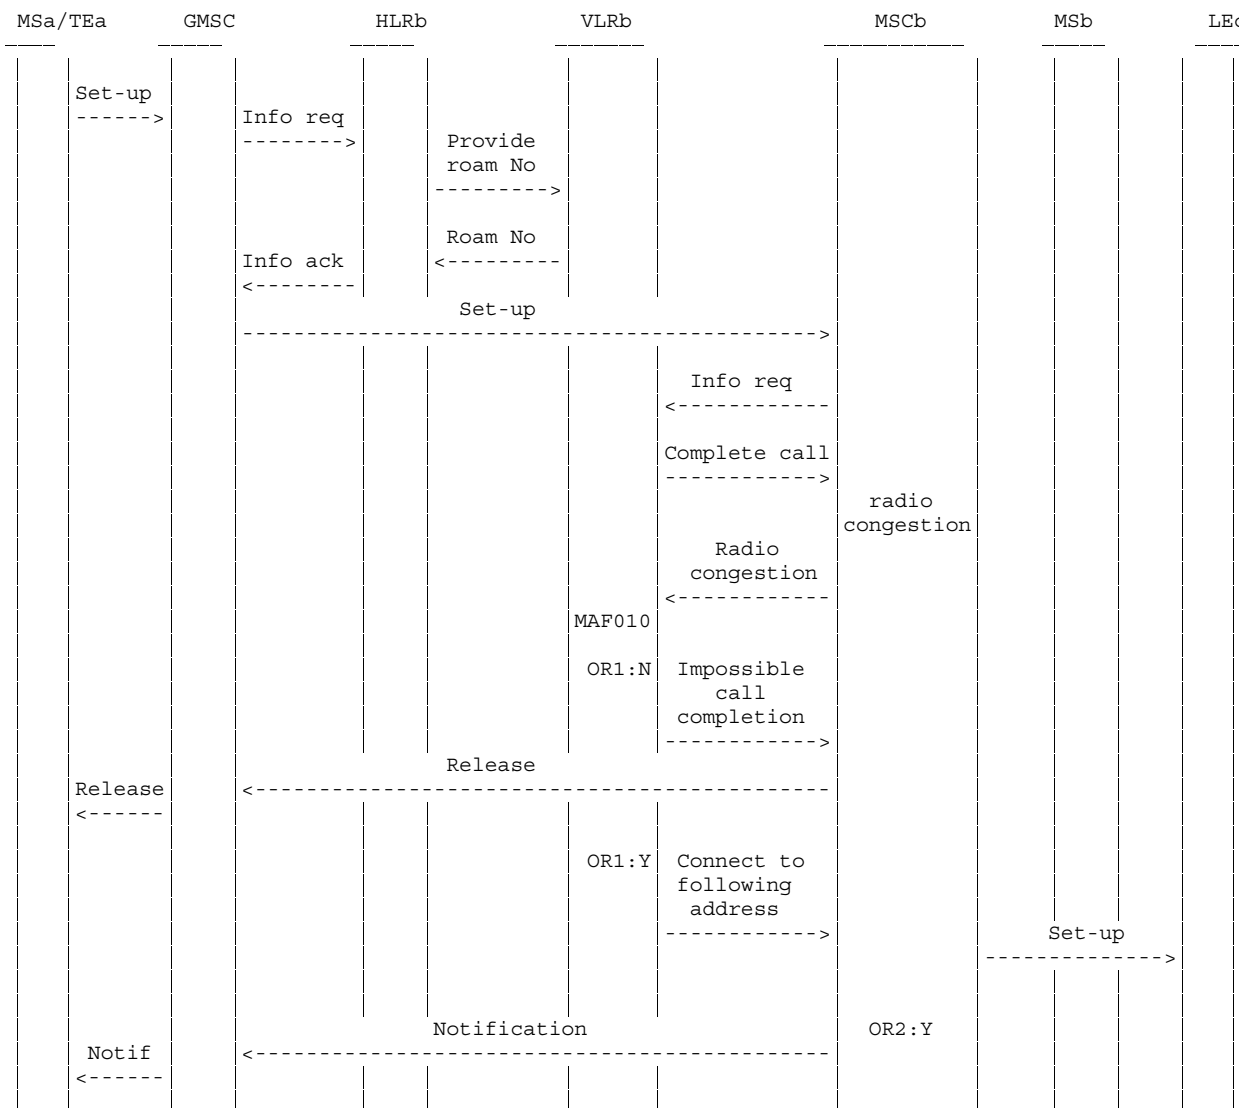 MSa/TEa GMSC HLRb VLRb MSCb MSb LEc
Set-up
------> Info req
--------> Provide
roam No
--------->
Roam No
Info ack <---------
<--------
Set-up
--------------------------------------------->
Info req
<------------
Complete call
------------>
radio
congestion
Radio
congestion
<------------
MAF010
OR1:N Impossible
call
completion
------------>
Release
Release <---------------------------------------------
<------
OR1:Y Connect to
following
address
------------> Set-up
-------------->
Notification OR2:Y
Notif <---------------------------------------------
<------